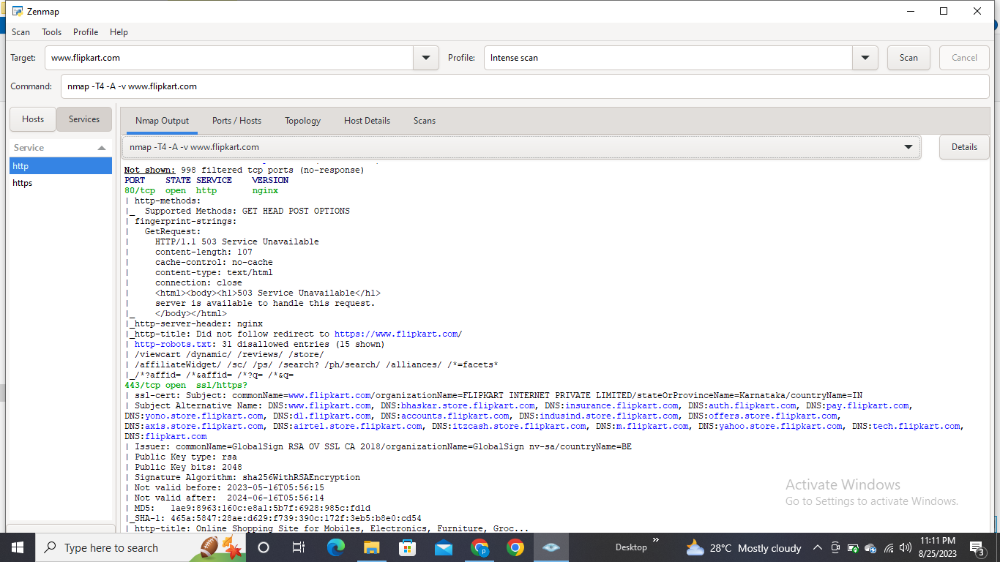 Zenmap
Scan Tools Profile Help
Target: www.flipkart.com Profile: Intense scan Scan Cancel
Command: nmap -T4 -A -v www.flipkart.com
Hosts Services
Service
http
https
Nmap Output Ports / Hosts Topology Host Details Scans
nmap -T4 -A -v www.flipkart.com Details
Not shown: 998 filtered tcp ports (no-response)
PORT STATE SERVICE VERSION
80/tcp open http nginx
| http-methods:
|_ Supported Methods: GET HEAD POST OPTIONS
| fingerprint-strings:
| GetRequest:
| HTTP/1.1 503 Service Unavailable
| content-length: 107
| cache-control: no-cache
| content-type: text/html
| connection: close
| <html><body><h1>503 Service Unavailable</h1>
| server is available to handle this request.
|_ </body></html>
|_http-server-header: nginx
|_http-title: Did not follow redirect to https://www.flipkart.com/
| http-robots.txt: 31 disallowed entries (15 shown)
| /viewcart /dynamic/ /reviews/ /store/
| /affiliateWidget/ /sc/ /ps/ /search? /ph/search/ /alliances/ /*=facets*
|_/*?affid= /*&affid= /*?q= /*&q=
443/tcp open ssl/https?
| ssl-cert: Subject: commonName=www.flipkart.com/organizationName=FLIPKART INTERNET PRIVATE LIMITED/stateOrProvinceName=Karnataka/countryName=IN
| Subject Alternative Name: DNS:www.flipkart.com, DNS:bhaskar.store.flipkart.com, DNS:insurance.flipkart.com, DNS:auth.flipkart.com, DNS:pay.flipkart.com,
DNS:yono.store.flipkart.com, DNS:dl.flipkart.com, DNS:accounts.flipkart.com, DNS:indusind.store.flipkart.com, DNS:offers.store.flipkart.com,
DNS:axis.store.flipkart.com, DNS:airtel.store.flipkart.com, DNS:itzcash.store.flipkart.com, DNS:m.flipkart.com, DNS:yahoo.store.flipkart.com, DNS:tech.flipkart.com,
DNS:flipkart.com
| Issuer: commonName=GlobalSign RSA OV SSL CA 2018/organizationName=GlobalSign nv-sa/countryName=BE
| Public Key type: rsa
| Public Key bits: 2048
| Signature Algorithm: sha256WithRSAEncryption
| Not valid before: 2023-05-16T05:56:15
| Not valid after: 2024-06-16T05:56:14
| MD5: 1ae9:8963:160c:e8a1:5b7f:6928:985c:fd1d
|_SHA-1: 465a:5847:28ae:d629:f739:390c:172f:3eb5:b8e0:cd54
| http-title: Online Shopping Site for Mobiles, Electronics, Furniture, Groc...
Activate Windows
Go to Settings to activate Windows.
Type here to search
Desktop
28°C Mostly cloudy
11:11 PM
8/25/2023
3